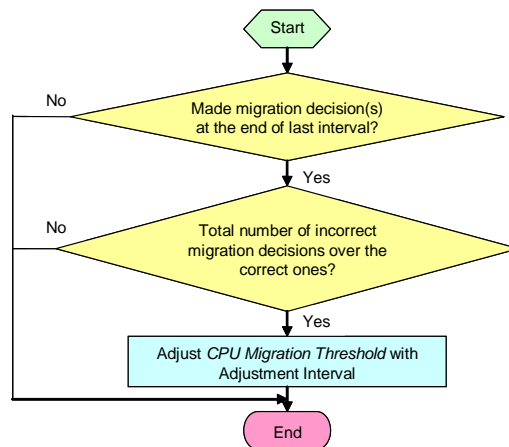 Start
No
Made migration decision(s)
at the end of last interval?
Yes
No
Total number of incorrect
migration decisions over the
correct ones?
Yes
Adjust CPU Migration Threshold with
Adjustment Interval
End